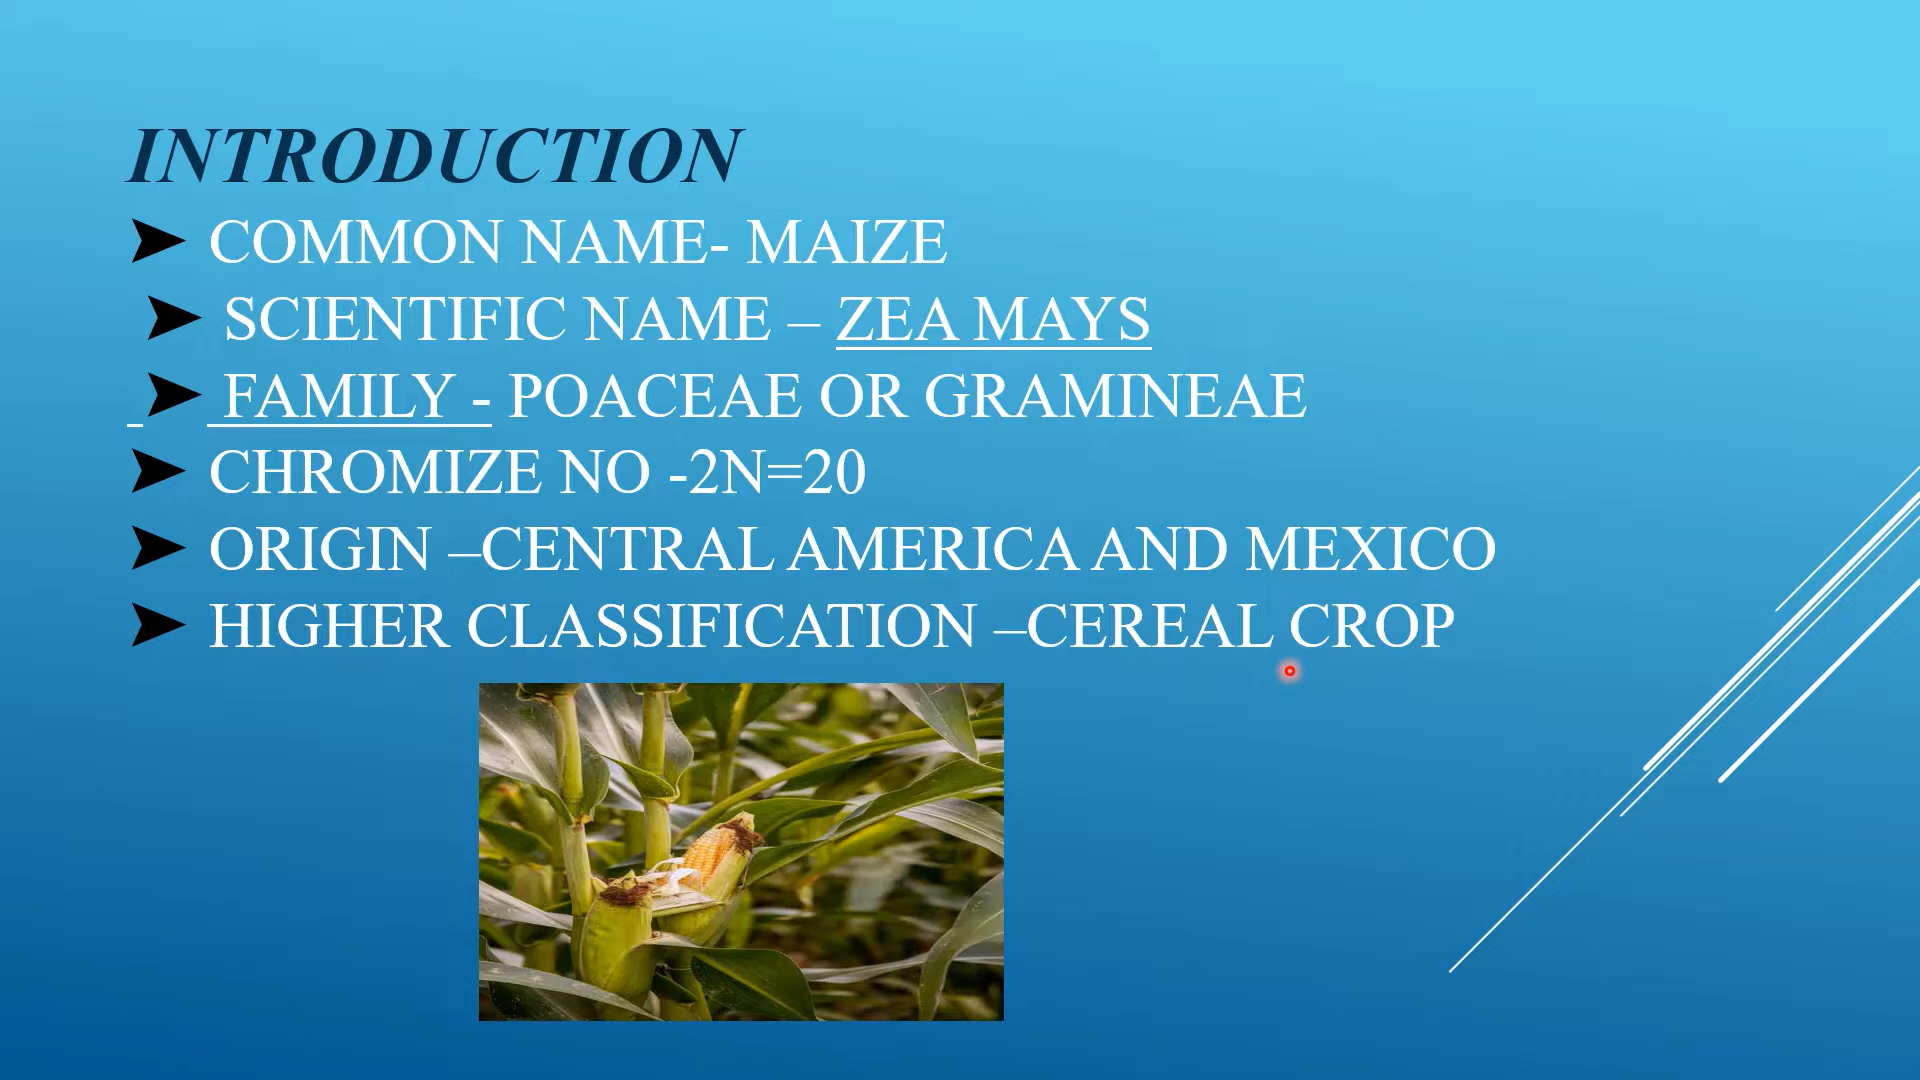 INTRODUCTION
➤ COMMON NAME- MAIZE
➤ SCIENTIFIC NAME – ZEA MAYS
➤ FAMILY - POACEAE OR GRAMINEAE
➤ CHROMIZE NO -2N=20
➤ ORIGIN –CENTRAL AMERICA AND MEXICO
➤ HIGHER CLASSIFICATION –CEREAL CROP